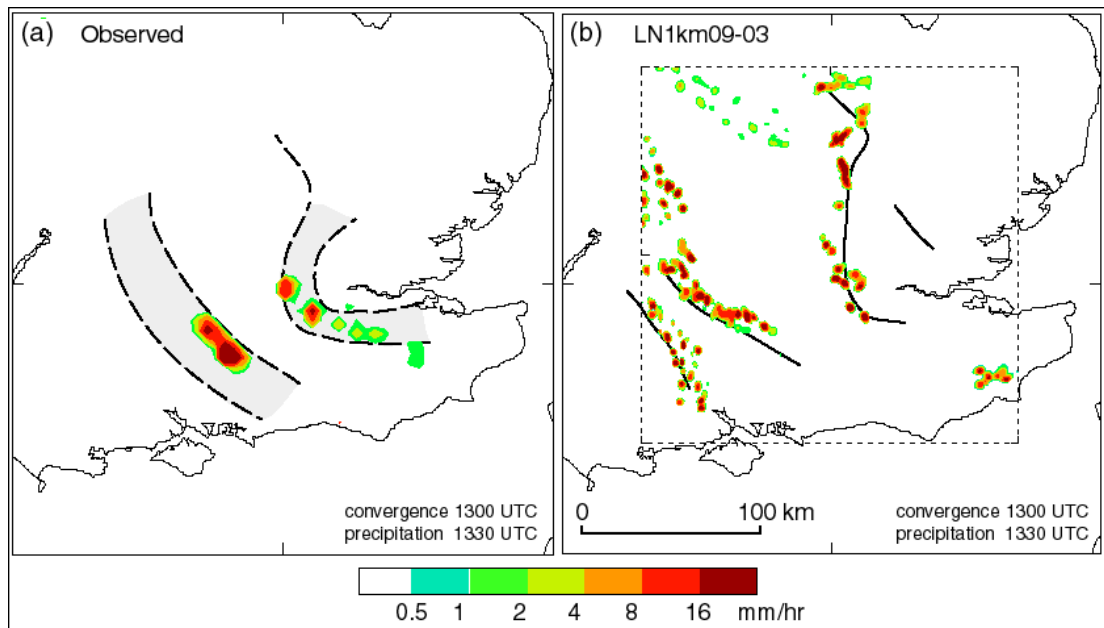 (a) Observed
convergence 1300 UTC
precipitation 1330 UTC
(b) LN1km09-03
0 100 km
convergence 1300 UTC
precipitation 1330 UTC
0.5 1 2 4 8 16 mm/hr